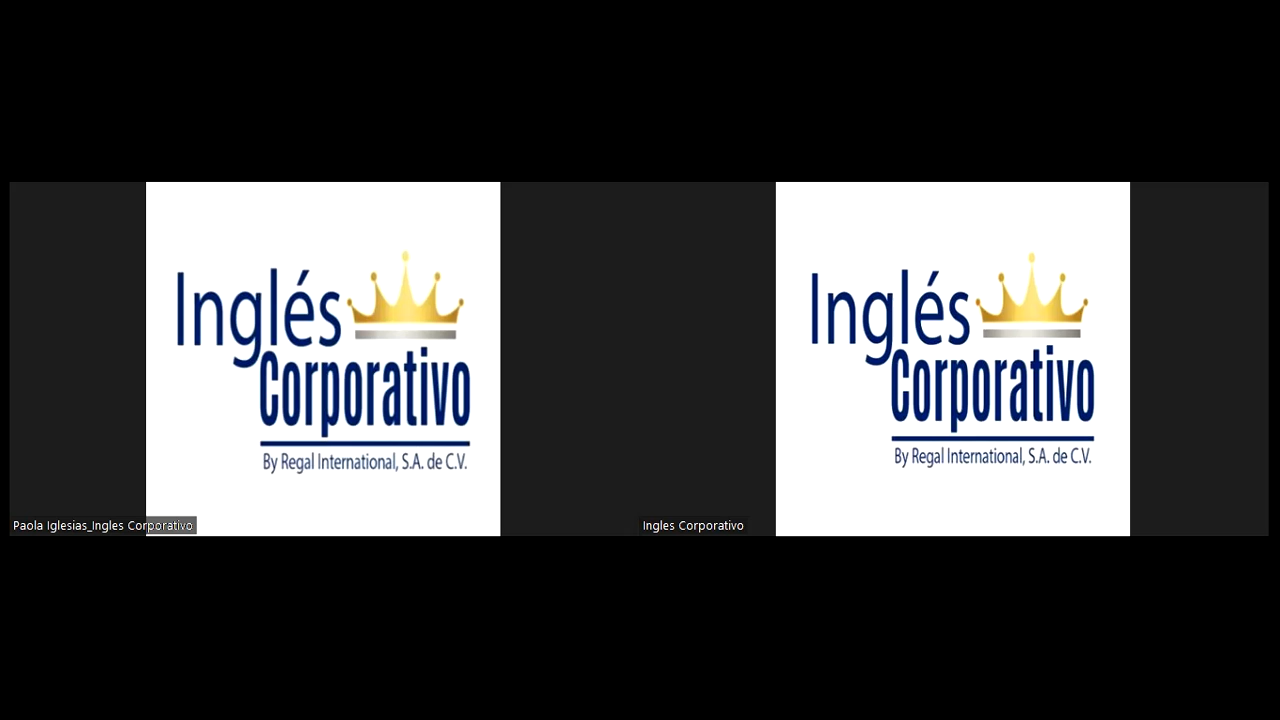 Inglés
Corporativo
By Regal International, S.A. de C.V.
Paola Iglesias_Ingles Corporativo
Inglés
Corporativo
By Regal International, S.A. de C.V.
Ingles Corporativo